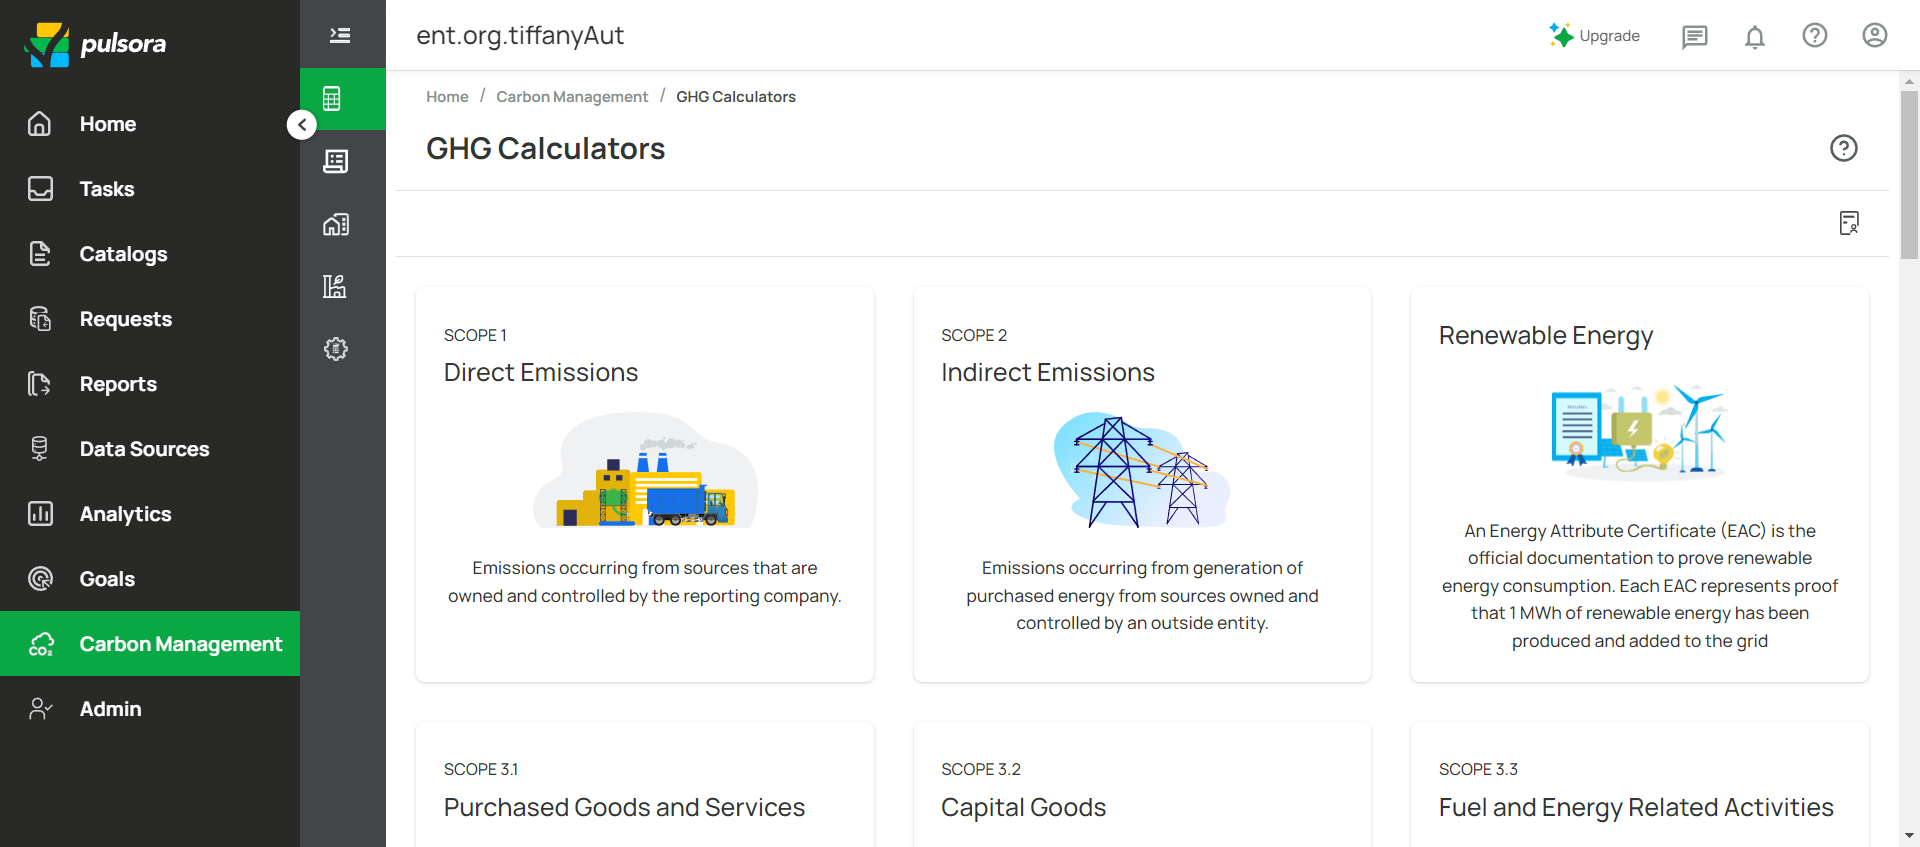 pulsora
Home
Tasks
Catalogs
Requests
Reports
Data Sources
Analytics
Goals
Carbon Management
Admin
ent.org.tiffanyAut
Upgrade
Home / Carbon Management / GHG Calculators
GHG Calculators
SCOPE 1
Direct Emissions
Emissions occurring from sources that are
owned and controlled by the reporting company.
SCOPE 2
Indirect Emissions
Emissions occurring from generation of
purchased energy from sources owned and
controlled by an outside entity.
Renewable Energy
An Energy Attribute Certificate (EAC) is the
official documentation to prove renewable
energy consumption. Each EAC represents proof
that 1 MWh of renewable energy has been
produced and added to the grid
SCOPE 3.1
Purchased Goods and Services
SCOPE 3.2
Capital Goods
SCOPE 3.3
Fuel and Energy Related Activities